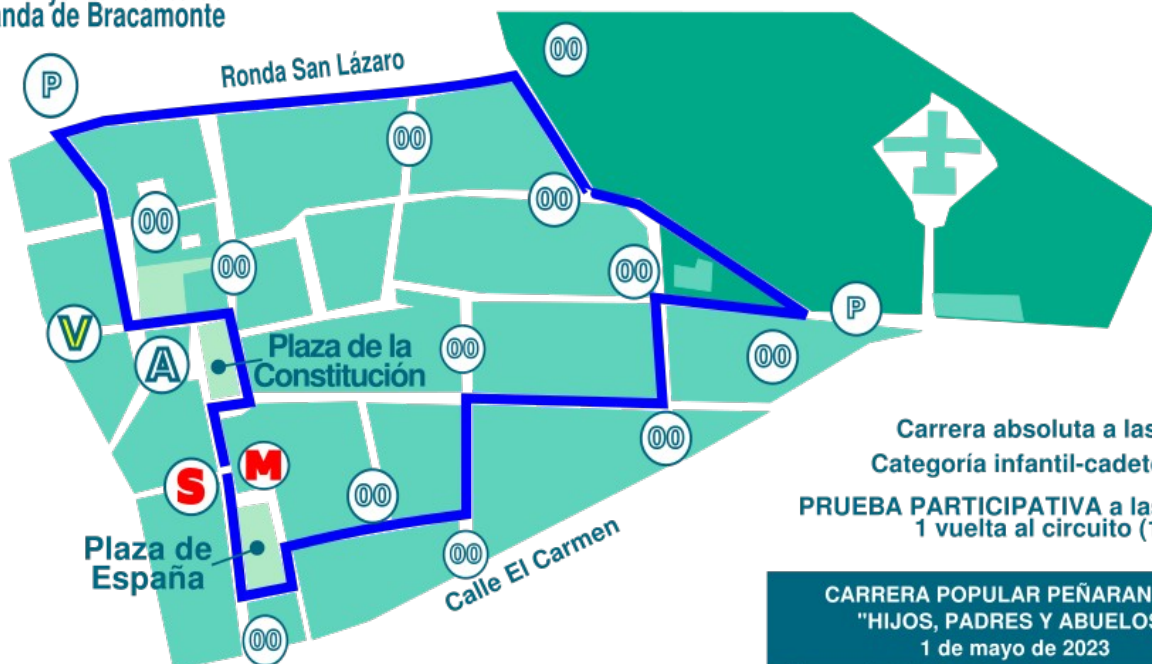 anda de Bracamonte
P
Ronda San Lázaro
00
00
00
00
00
00
V
A
Plaza de la
Constitución
00
P
00
00
S
M
00
Plaza de
España
00
Calle El Carmen
00
Carrera absoluta a las
Categoría infantil-cadet
PRUEBA PARTICIPATIVA a las
1 vuelta al circuito (1
CARRERA POPULAR PEÑARAN
"HIJOS, PADRES Y ABUELOS
1 de mayo de 2023